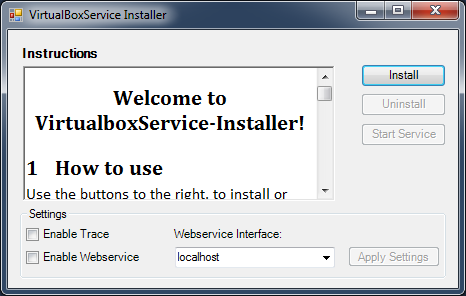 VirtualBoxService Installer
Instructions
Welcome to
VirtualboxService-Installer!
1 How to use
Use the buttons to the right, to install or
Install
Uninstall
Start Service
Settings
Enable Trace
Webservice Interface:
Enable Webservice
localhost
Apply Settings